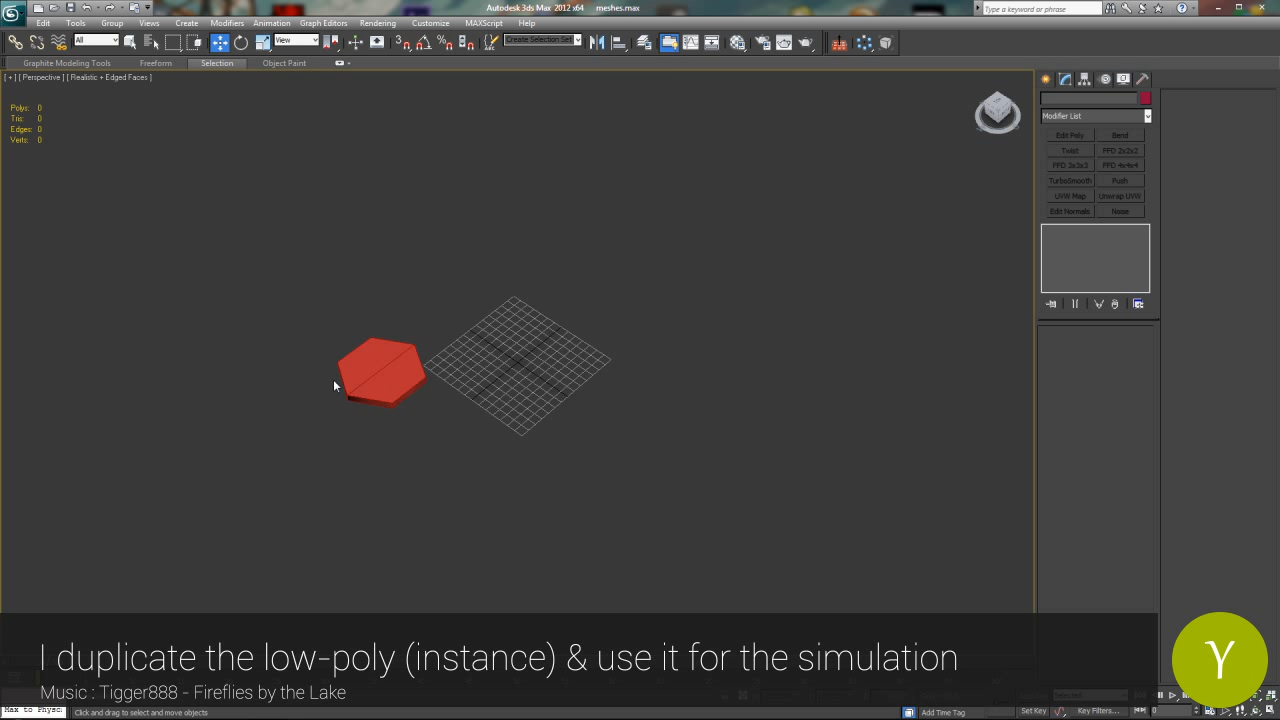 Autodesk 3ds Max 2012 x64 meshes.max
Type a keyword or phrase
Edit Tools Group Views Create Modifiers Animation Graph Editors Rendering Customize MAXScript Help
All View Create Selection Set
Graphite Modeling Tools Freeform Selection Object Paint
[ + ] [ Perspective ] [ Realistic + Edged Faces ]
Polys: 0
Tris: 0
Edges: 0
Verts: 0
Modifier List
Edit Poly Bend
Twist FFD 2x2x2
FFD 3x3x3 FFD 4x4x4
TurboSmooth Push
UVW Map Unwrap UVW
Edit Normals Noise
I duplicate the low-poly (instance) & use it for the simulation
Music : Tigger888 - Fireflies by the Lake
γ
Selected
Max to Physc
Click and drag to select and move objects
Add Time Tag
Set Key Key Filters... 0